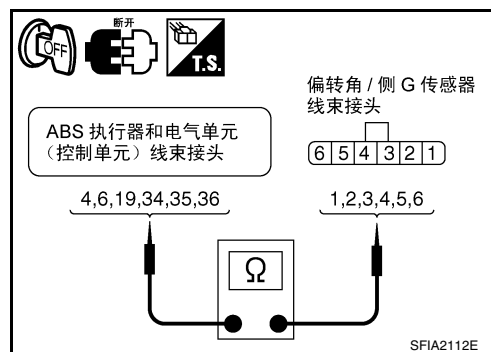 OFF
断开
T.S.
偏转角 / 侧 G 传感器
线束接头
ABS 执行器和电气单元
（控制单元）线束接头
6 5 4 3 2 1
4,6,19,34,35,36
1,2,3,4,5,6
Ω
SFIA2112E